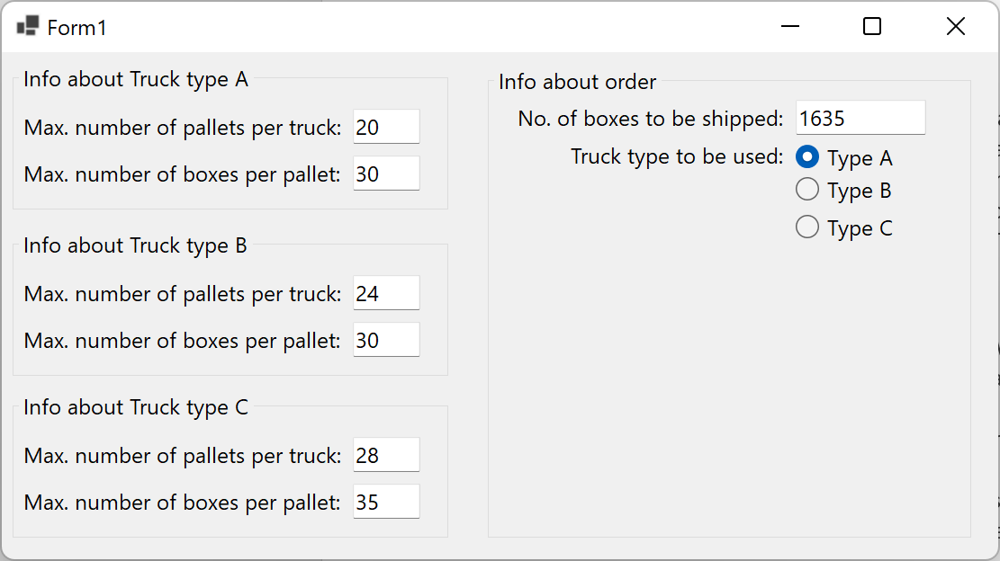 Form1
Info about Truck type A
Max. number of pallets per truck: 20
Max. number of boxes per pallet: 30
Info about Truck type B
Max. number of pallets per truck: 24
Max. number of boxes per pallet: 30
Info about Truck type C
Max. number of pallets per truck: 28
Max. number of boxes per pallet: 35
Info about order
No. of boxes to be shipped: 1635
Truck type to be used: Type A
Type B
Type C